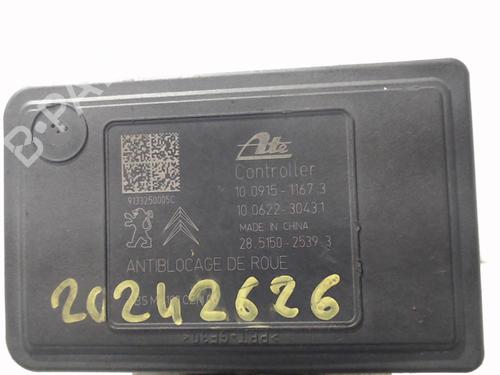 B-PA
Ate
Controller
10.0915-1167.3
10.0622-3043.1
MADE IN CHINA
28.5150-2539.3
9133250005C
ANTIBLOCAGE DE ROUE
20242626